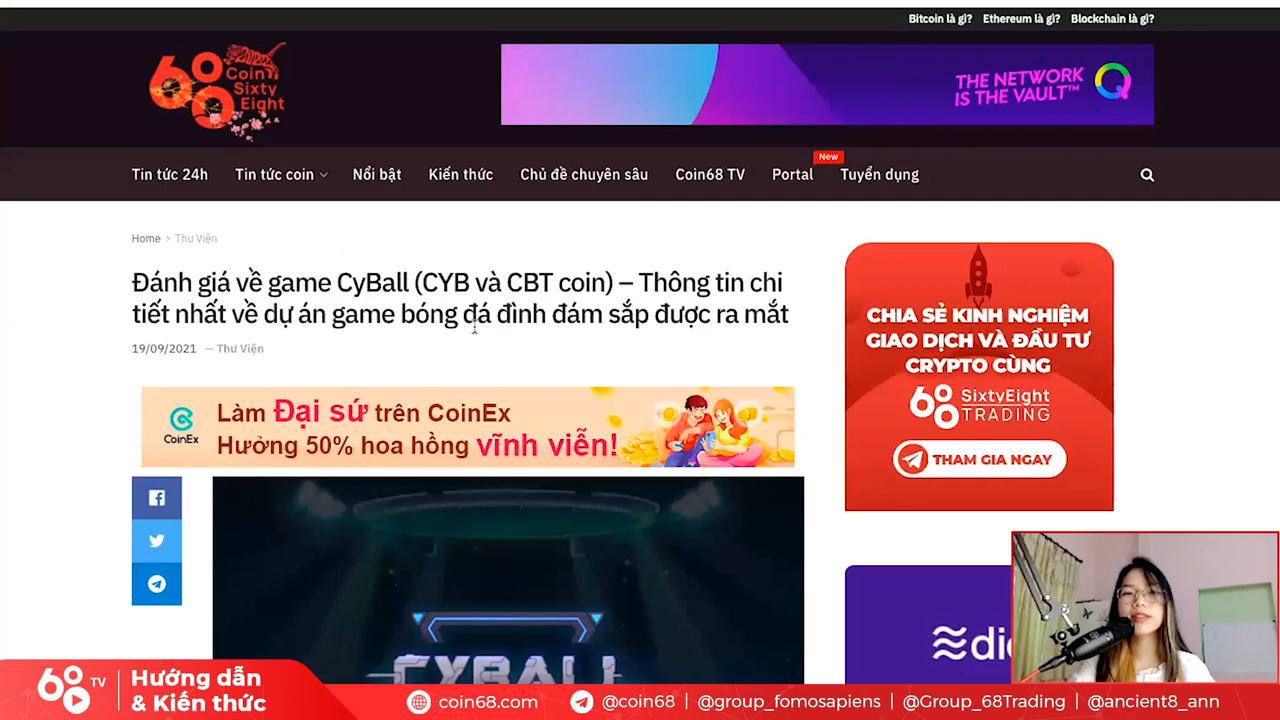 Bitcoin là gì? Ethereum là gì? Blockchain là gì?
68 Coin
Sixty
Eight
THE NETWORK
IS THE VAULT™
Tin tức 24h Tin tức coin Nổi bật Kiến thức Chủ đề chuyên sâu Coin68 TV Portal New Tuyển dụng
Home > Thư Viện
Đánh giá về game CyBall (CYB và CBT coin) – Thông tin chi
tiết nhất về dự án game bóng đá đình đám sắp được ra mắt
19/09/2021 — Thư Viện
CoinEx
Làm Đại sứ trên CoinEx
Hưởng 50% hoa hồng vĩnh viễn!
CYBALL
CHIA SẺ KINH NGHIỆM
GIAO DỊCH VÀ ĐẦU TƯ
CRYPTO CÙNG
68 SixtyEight
TRADING
THAM GIA NGAY
68 TV
Hướng dẫn
& Kiến thức
coin68.com @coin68 | @group_fomosapiens | @Group_68Trading | @ancient8_ann